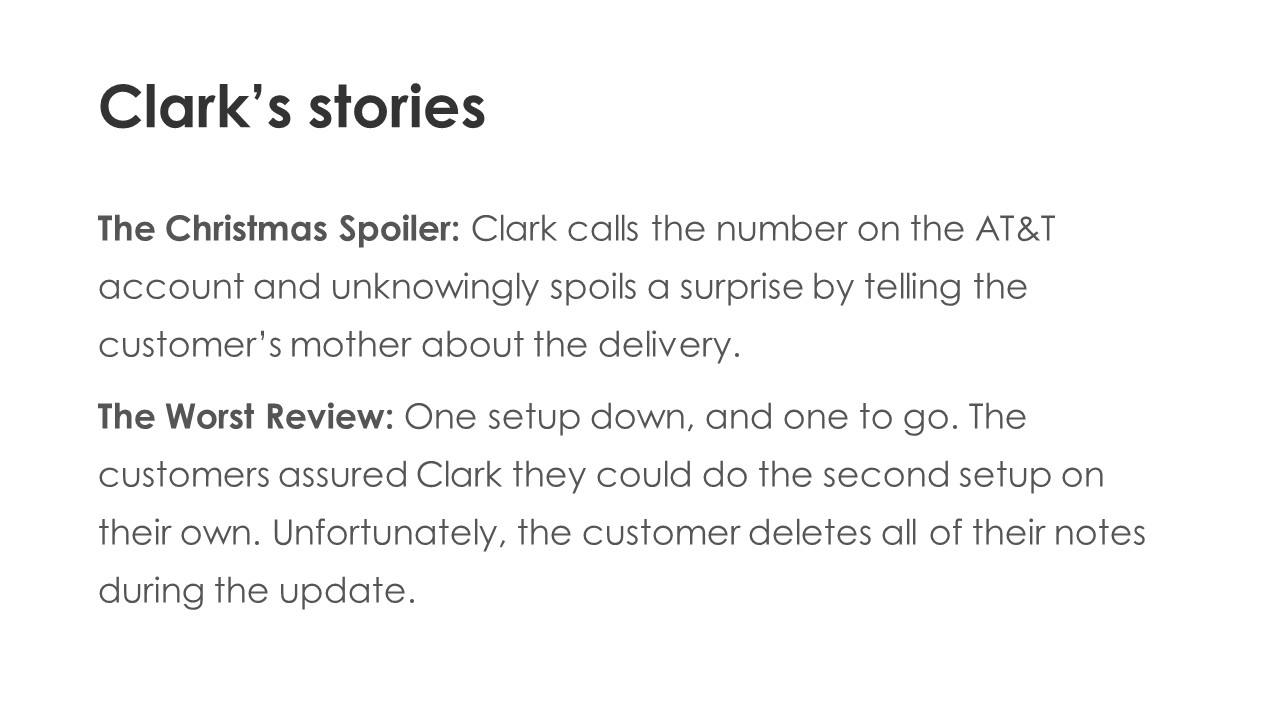 Clark’s stories
The Christmas Spoiler: Clark calls the number on the AT&T
account and unknowingly spoils a surprise by telling the
customer’s mother about the delivery.
The Worst Review: One setup down, and one to go. The
customers assured Clark they could do the second setup on
their own. Unfortunately, the customer deletes all of their notes
during the update.